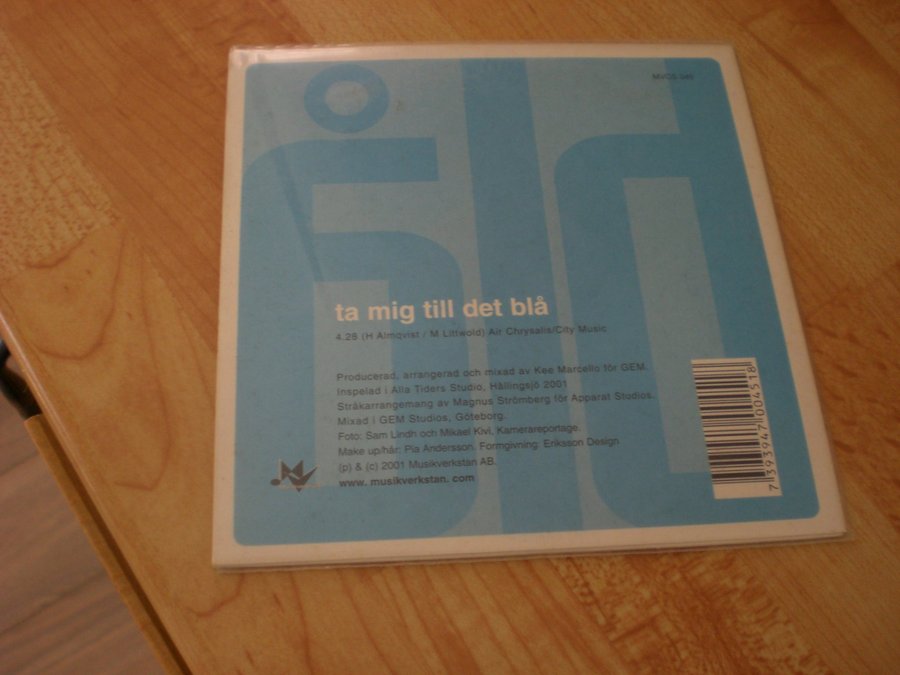 ta mig till det blå
4.28 (H Almqvist / M Littwold) Air Chrysalis/City Music
Producerad, arrangerad och mixad av Kee Marcello för GEM.
Inspelad i Alla Tiders Studio, Hällingsjö 2001
Stråkarrangemang av Magnus Strömberg för Apparat Studios.
Mixad i GEM Studios, Göteborg.
Foto: Sam Lindh och Mikael Kivi, Kamerareportage.
Make up/hår: Pia Andersson. Formgivning: Eriksson Design
(p) & (c) 2001 Musikverkstan AB.
www. musikverkstan. com
7 393947 004518